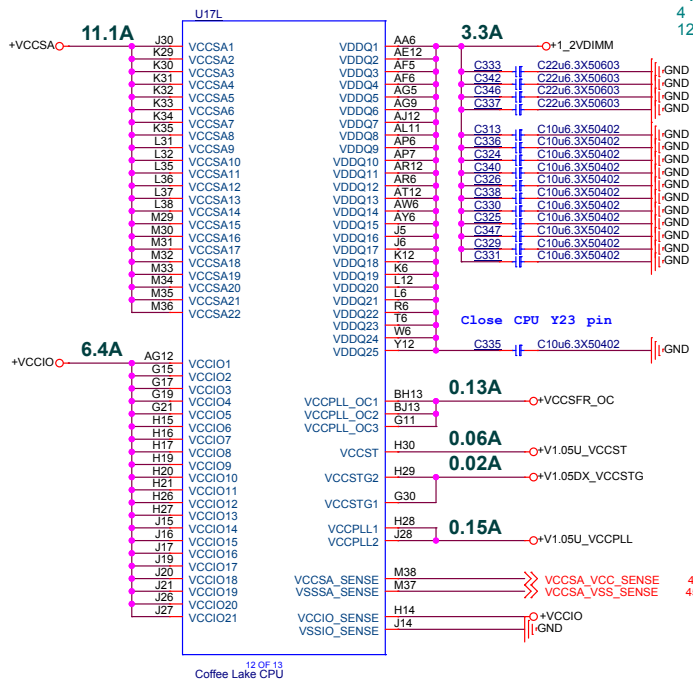 U17L
4
12
+VCCSA 11.1A
J30 VCCSA1
K29 VCCSA2
K30 VCCSA3
K31 VCCSA4
K32 VCCSA5
K33 VCCSA6
K34 VCCSA7
K35 VCCSA8
L31 VCCSA9
L32 VCCSA10
L35 VCCSA11
L36 VCCSA12
L37 VCCSA13
L38 VCCSA14
M29 VCCSA15
M30 VCCSA16
M31 VCCSA17
M32 VCCSA18
M33 VCCSA19
M34 VCCSA20
M35 VCCSA21
M36 VCCSA22
+VCCIO 6.4A
AG12 VCCIO1
G15 VCCIO2
G17 VCCIO3
G19 VCCIO4
G21 VCCIO5
H15 VCCIO6
H16 VCCIO7
H17 VCCIO8
H19 VCCIO9
H20 VCCIO10
H21 VCCIO11
H26 VCCIO12
H27 VCCIO13
J15 VCCIO14
J16 VCCIO15
J17 VCCIO16
J19 VCCIO17
J20 VCCIO18
J21 VCCIO19
J26 VCCIO20
J27 VCCIO21
VDDQ1 AA6
VDDQ2 AE12
VDDQ3 AF5
VDDQ4 AF6
VDDQ5 AG5
VDDQ6 AG9
VDDQ7 AJ12
VDDQ8 AL11
VDDQ9 AP6
VDDQ10 AP7
VDDQ11 AR12
VDDQ12 AR6
VDDQ13 AT12
VDDQ14 AW6
VDDQ15 AY6
VDDQ16 J5
VDDQ17 J6
VDDQ18 K12
VDDQ19 K6
VDDQ20 L12
VDDQ21 L6
VDDQ22 R6
VDDQ23 T6
VDDQ24 W6
VDDQ25 Y12
3.3A +1_2VDIMM
C333 C22u6.3X50603 GND
C342 C22u6.3X50603 GND
C346 C22u6.3X50603 GND
C337 C22u6.3X50603 GND
C313 C10u6.3X50402 GND
C336 C10u6.3X50402 GND
C324 C10u6.3X50402 GND
C340 C10u6.3X50402 GND
C326 C10u6.3X50402 GND
C338 C10u6.3X50402 GND
C330 C10u6.3X50402 GND
C325 C10u6.3X50402 GND
C347 C10u6.3X50402 GND
C329 C10u6.3X50402 GND
C331 C10u6.3X50402 GND
Close CPU Y23 pin
C335 C10u6.3X50402 GND
VCCPLL_OC1 BH13 0.13A +VCCSFR_OC
VCCPLL_OC2 BJ13
VCCPLL_OC3 G11
VCCST H30 0.06A +V1.05U_VCCST
VCCSTG2 H29 0.02A +V1.05DX_VCCSTG
VCCSTG1 G30
VCCPLL1 H28
VCCPLL2 J28 0.15A +V1.05U_VCCPLL
VCCSA_SENSE M38 VCCSA_VCC_SENSE 4
VSSSA_SENSE M37 VCCSA_VSS_SENSE
VCCIO_SENSE H14 +VCCIO
VSSIO_SENSE J14 GND
12 OF 13
Coffee Lake CPU